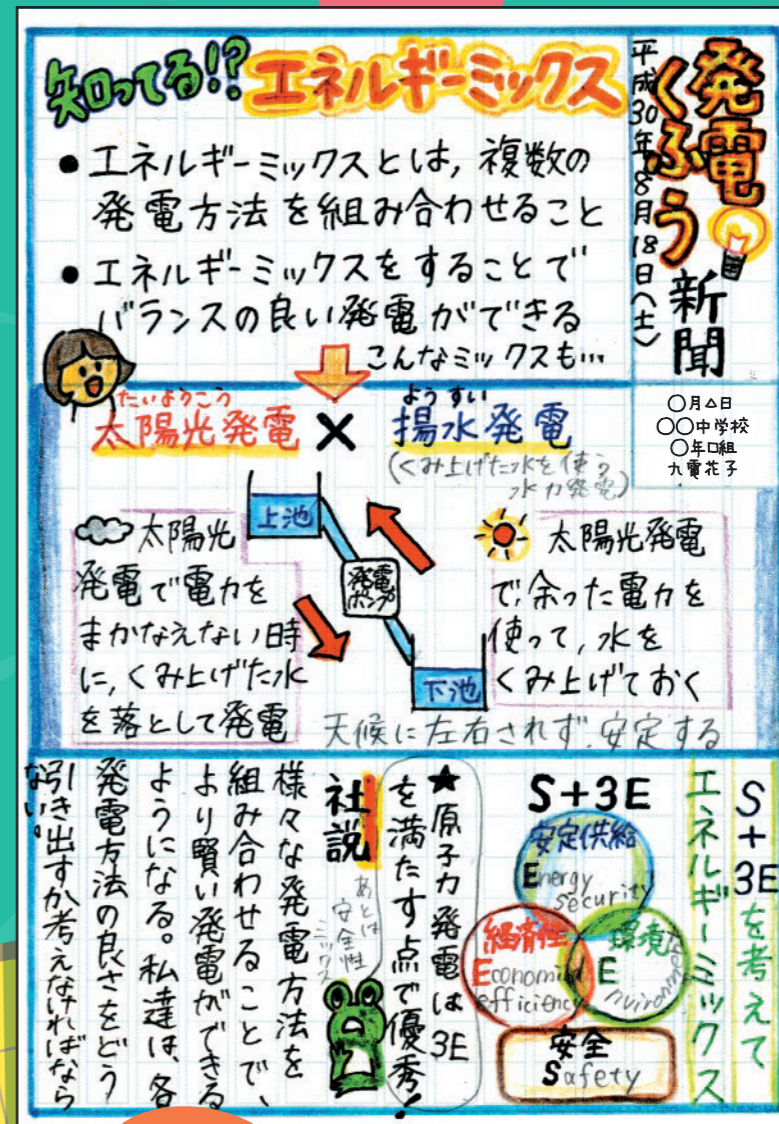 発電
くふう
新聞
平成30年8月18日(土)
○月△日
○○中学校
○年□組
九電花子
知ってる!?エネルギーミックス
●エネルギーミックスとは,複数の
発電方法を組み合わせること
●エネルギーミックスをすることで
バランスの良い発電ができる
こんなミックスも…
たいようこう
太陽光発電×
ようすい
揚水発電
(くみ上げた水を使う
水力発電)
上池
発電
ポンプ
下池
太陽光
発電で電力を
まかなえない時
に,くみ上げた水
を落として発電
太陽光発電
で,余った電力を
使って,水を
くみ上げておく
天候に左右されず,安定する
S+3Eを考えて
エネルギーミックス
S+3E
安定供給
Energy
security
経済性
Economic
efficiency
環境
Environment
安全
Safety
★原子力発電は3E
を満たす点で優秀!
あとは
安全性
ミックス
社説
様々な発電方法を
組み合わせることで、
より賢い発電ができる
ようになる。私達は、各
発電方法の良さをどう
引き出すか考えなければなら
ない。